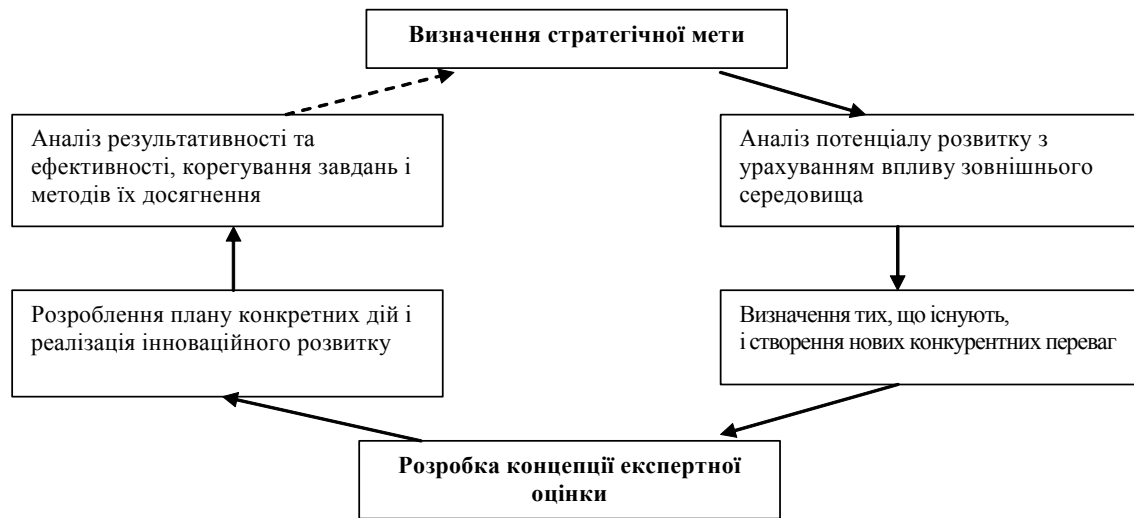 Визначення стратегічної мети
Аналіз результативності та
ефективності, корегування завдань і
методів їх досягнення
Аналіз потенціалу розвитку з
урахуванням впливу зовнішнього
середовища
Розроблення плану конкретних дій і
реалізація інноваційного розвитку
Визначення тих, що існують,
і створення нових конкурентних переваг
Розробка концепції експертної
оцінки